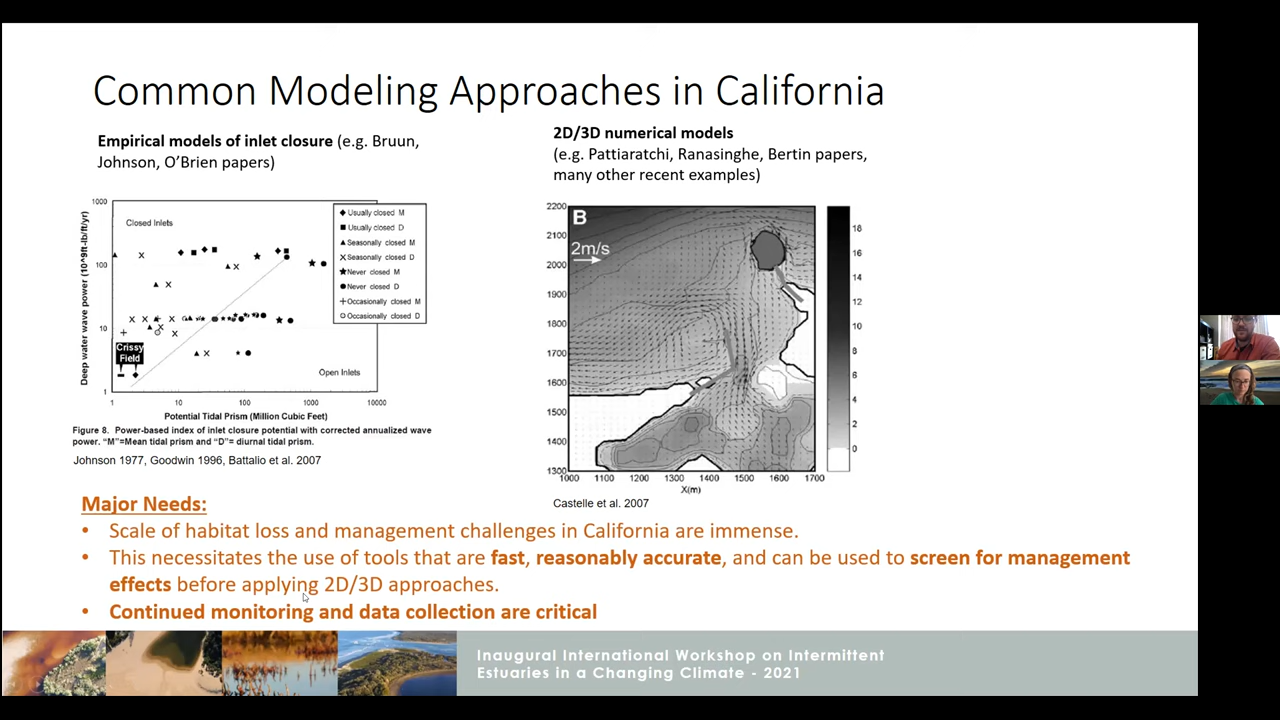 Common Modeling Approaches in California
Empirical models of inlet closure (e.g. Bruun,
Johnson, O'Brien papers)
1000
100
10
1
Deep water wave power (10^9ft-lb/ft/yr)
Closed Inlets
Open Inlets
Crissy
Field
Usually closed M
Usually closed D
Seasonally closed M
Seasonally closed D
Never closed M
Never closed D
Occasionally closed M
Occasionally closed D
1 10 100 1000 10000
Potential Tidal Prism (Million Cubic Feet)
Figure 8. Power-based index of inlet closure potential with corrected annualized wave
power. "M"=Mean tidal prism and "D"= diurnal tidal prism.
Johnson 1977, Goodwin 1996, Battalio et al. 2007
2D/3D numerical models
(e.g. Pattiaratchi, Ranasinghe, Bertin papers,
many other recent examples)
B
2m/s
2200
2100
2000
1900
1800
1700
1600
1500
1400
1300
1000 1100 1200 1300 1400 1500 1600 1700
X(m)
18
16
14
12
10
8
6
4
2
0
Castelle et al. 2007
Major Needs:
• Scale of habitat loss and management challenges in California are immense.
• This necessitates the use of tools that are fast, reasonably accurate, and can be used to screen for management
effects before applying 2D/3D approaches.
• Continued monitoring and data collection are critical
Inaugural International Workshop on Intermittent
Estuaries in a Changing Climate - 2021